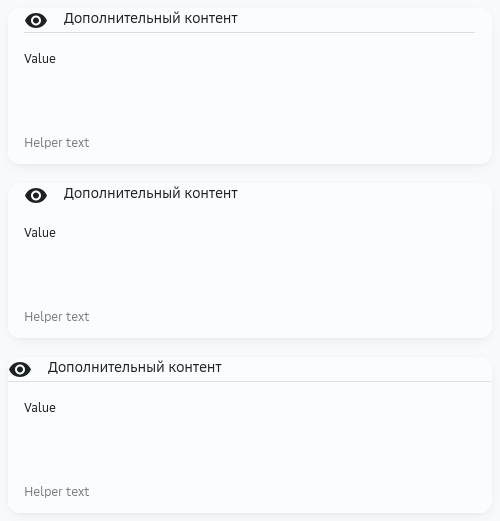 Дополнительный контент
Value
Helper text
Дополнительный контент
Value
Helper text
Дополнительный контент
Value
Helper text